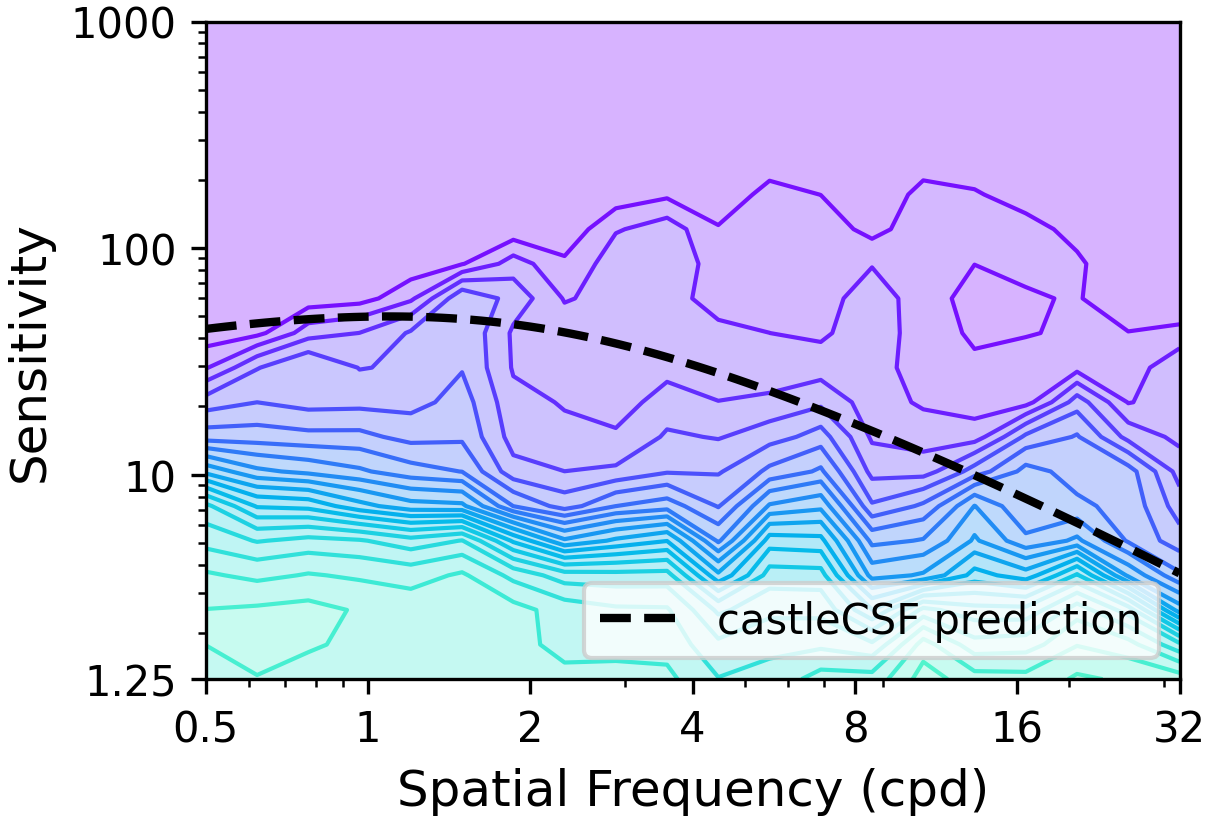 1000
100
10
1.25
Sensitivity
castleCSF prediction
0.5 1 2 4 8 16 32
Spatial Frequency (cpd)